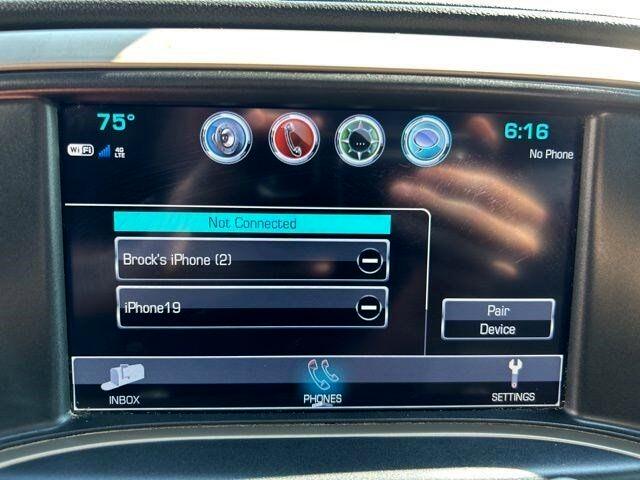 75°
6:16
WiFi 4G LTE
No Phone
Not Connected
Brock's iPhone (2)
iPhone19
Pair
Device
INBOX
PHONES
SETTINGS